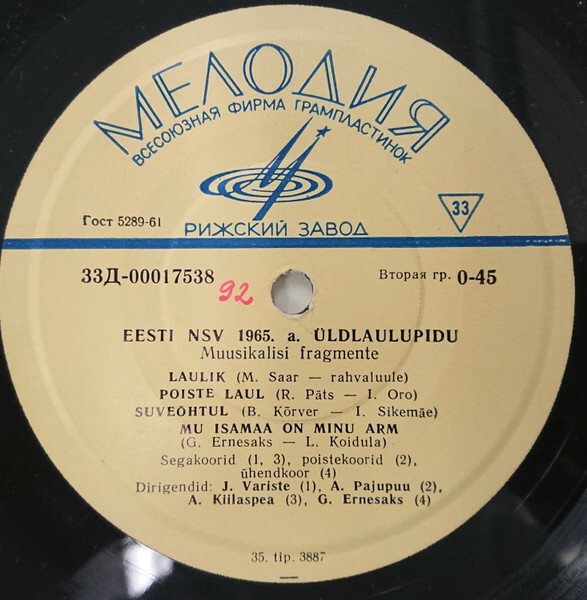 МЕЛОДИЯ
ВСЕСОЮЗНАЯ ФИРМА ГРАМПЛАСТИНОК
Гост 5289-61
33
РИЖСКИЙ ЗАВОД
33Д-00017538
92
Вторая гр. 0-45
EESTI NSV 1965. a. ÜLDLAULUPIDU
Muusikalisi fragmente
LAULIK (M. Saar — rahvaluule)
POISTE LAUL (R. Päts — I. Oro)
SUVEÖHTUL (B. Kõrver — I. Sikemäe)
MU ISAMAA ON MINU ARM
(G. Ernesaks — L. Koidula)
Segakoorid (1, 3), poistekoorid (2),
ühendkoor (4)
Dirigendid: J. Variste (1), A. Pajupuu (2),
A. Kiilaspea (3), G. Ernesaks (4)
35. tip. 3887